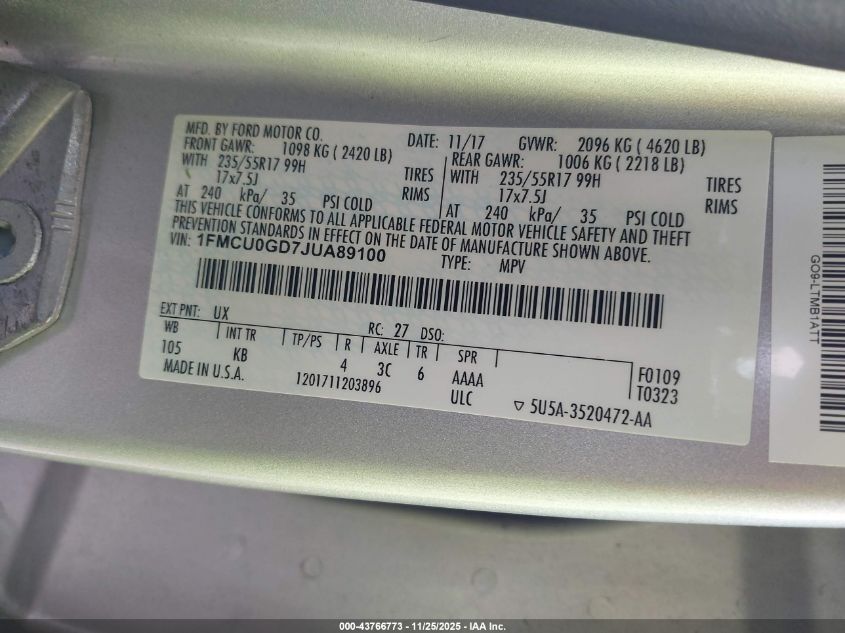 MFD. BY FORD MOTOR CO.
DATE: 11/17 GVWR: 2096 KG ( 4620 LB)
FRONT GAWR: 1098 KG ( 2420 LB) REAR GAWR: 1006 KG ( 2218 LB)
WITH 235/55R17 99H TIRES WITH 235/55R17 99H TIRES
17x7.5J RIMS 17x7.5J RIMS
AT 240 kPa/ 35 PSI COLD AT 240 kPa/ 35 PSI COLD
THIS VEHICLE CONFORMS TO ALL APPLICABLE FEDERAL MOTOR VEHICLE SAFETY AND THEFT
PREVENTION STANDARDS IN EFFECT ON THE DATE OF MANUFACTURE SHOWN ABOVE.
VIN: 1FMCU0GD7JUA89100
TYPE: MPV
EXT PNT: UX RC: 27 DSO:
WB INT TR TP/PS R AXLE TR SPR
105 KB 4 3C 6 AAAA F0109
MADE IN U.S.A. 1201711203896 ULC T0323
▽ 5U5A-3520472-AA
GO9-LTMB1ATT
000-43766773 - 11/25/2025 - IAA Inc.